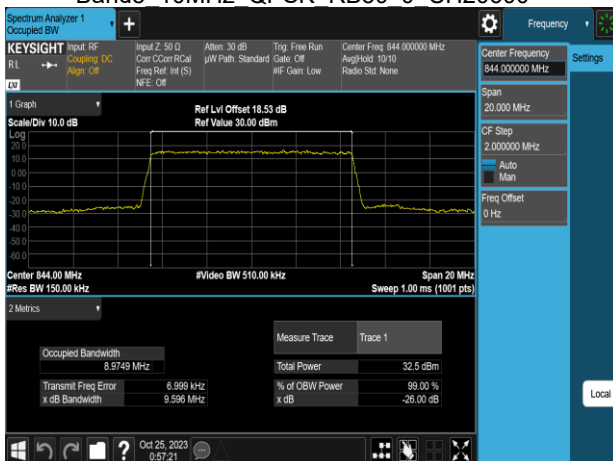 Spectrum Analyzer 1
Occupied BW
Frequency
KEYSIGHT
RL
Input: RF
Coupling: DC
Align: Off
Input Z: 50 Ω
Corr CCorr RCal
Freq Ref: Int (S)
NFE: Off
Atten: 30 dB
µW Path: Standard
Trig: Free Run
Gate: Off
#IF Gain: Low
Center Freq: 844.000000 MHz
Avg|Hold: 10/10
Radio Std: None
Center Frequency
844.000000 MHz
Settings
Span
20.000 MHz
CF Step
2.000000 MHz
Auto
Man
Freq Offset
0 Hz
Local
1 Graph
Scale/Div 10.0 dB
Ref Lvl Offset 18.53 dB
Ref Value 30.00 dBm
Log
20.0
10.0
0.00
-10.0
-20.0
-30.0
-40.0
-50.0
-60.0
Center 844.00 MHz
#Video BW 510.00 kHz
Span 20 MHz
#Res BW 150.00 kHz
Sweep 1.00 ms (1001 pts)
2 Metrics
Measure Trace
Trace 1
Occupied Bandwidth
8.9749 MHz
Total Power
32.5 dBm
Transmit Freq Error
6.999 kHz
% of OBW Power
99.00 %
x dB Bandwidth
9.596 MHz
x dB
-26.00 dB
Oct 25, 2023
0:57:21